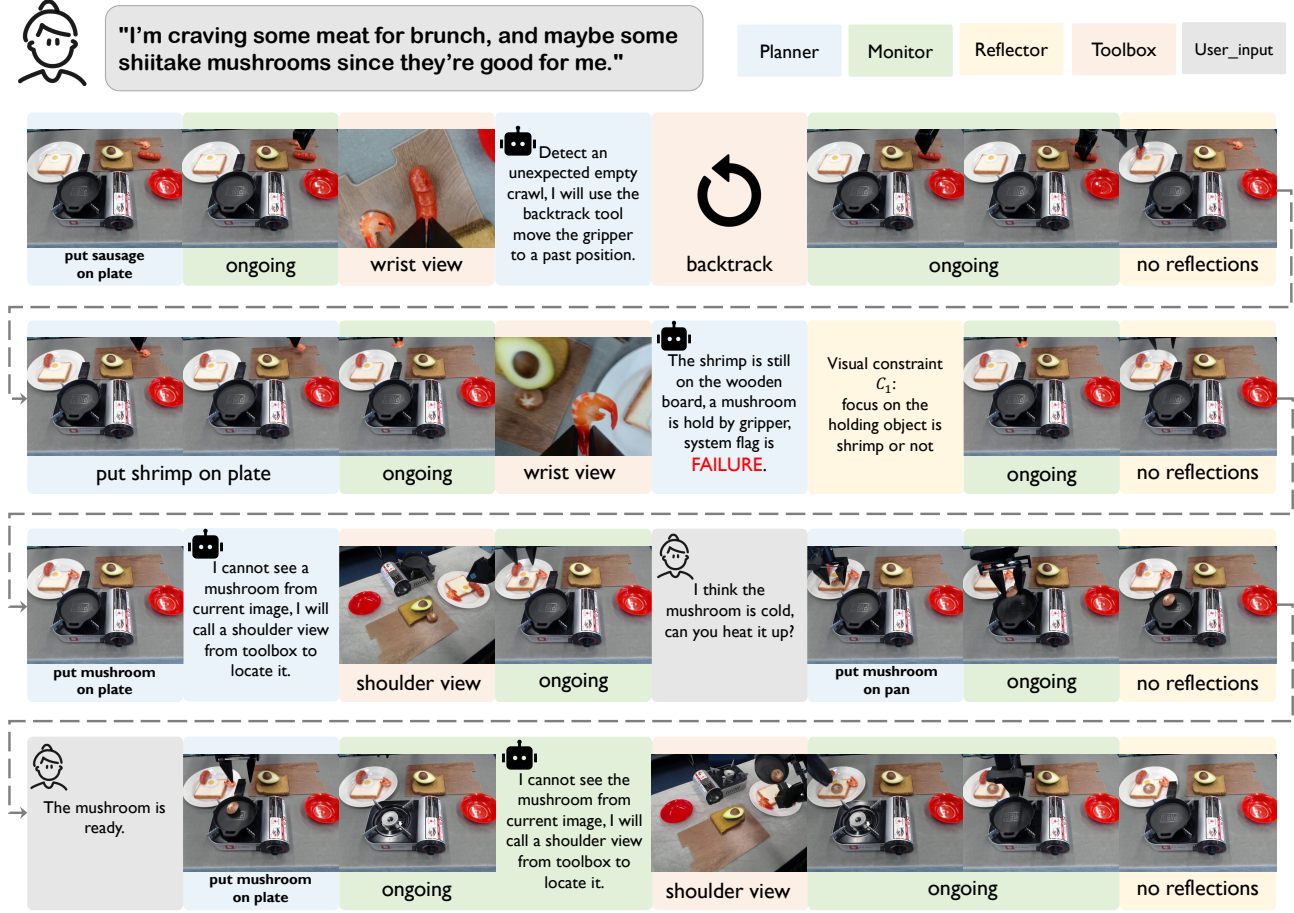 "I'm craving some meat for brunch, and maybe some
shiitake mushrooms since they're good for me."
Planner
Monitor
Reflector
Toolbox
User_input
Detect an
unexpected empty
crawl, I will use the
backtrack tool
move the gripper
to a past position.
put sausage
on plate
ongoing
wrist view
backtrack
ongoing
no reflections
The shrimp is still
on the wooden
board, a mushroom
is hold by gripper,
system flag is
FAILURE.
Visual constraint
C₁:
focus on the
holding object is
shrimp or not
put shrimp on plate
ongoing
wrist view
ongoing
no reflections
I cannot see a
mushroom from
current image, I will
call a shoulder view
from toolbox to
locate it.
I think the
mushroom is cold,
can you heat it up?
put mushroom
on plate
shoulder view
ongoing
put mushroom
on pan
ongoing
no reflections
The mushroom is
ready.
I cannot see the
mushroom from
current image, I will
call a shoulder view
from toolbox to
locate it.
put mushroom
on plate
ongoing
shoulder view
ongoing
no reflections